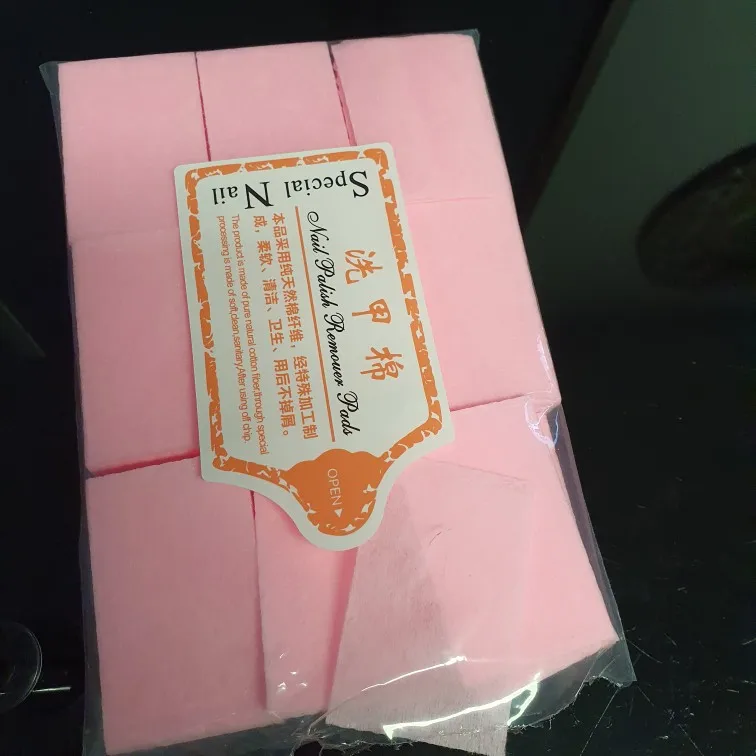 Special Nail
洗甲棉
Nail Palish Remouer Pads
本品采用纯天然棉纤维，经特殊加工制
成，柔软、清洁、卫生、用后不掉屑。
The product is made of pure natural cotton fiber,through special
processing is made of soft,clean,sanitary.After using off chip.
OPEN